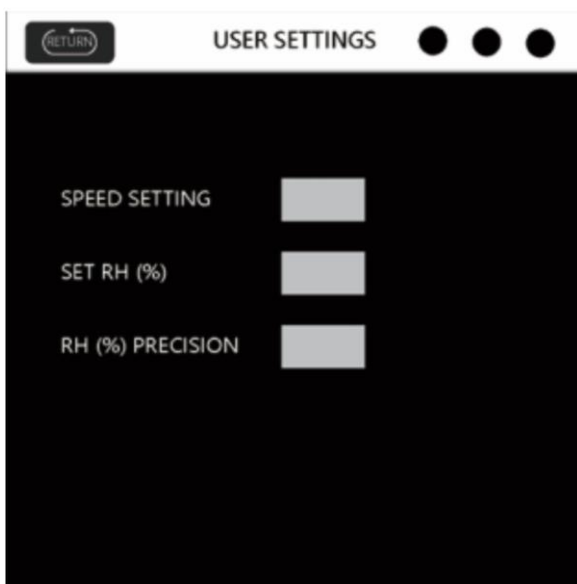 RETURN
USER SETTINGS
SPEED SETTING
SET RH (%)
RH (%) PRECISION